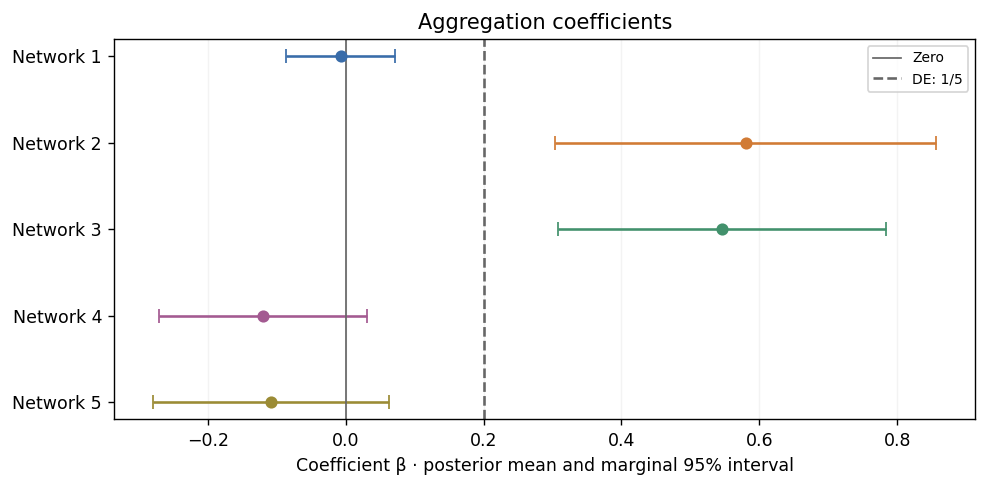 Aggregation coefficients
Network 1
Network 2
Network 3
Network 4
Network 5
Zero
DE: 1/5
−0.2 0.0 0.2 0.4 0.6 0.8
Coefficient β · posterior mean and marginal 95% interval